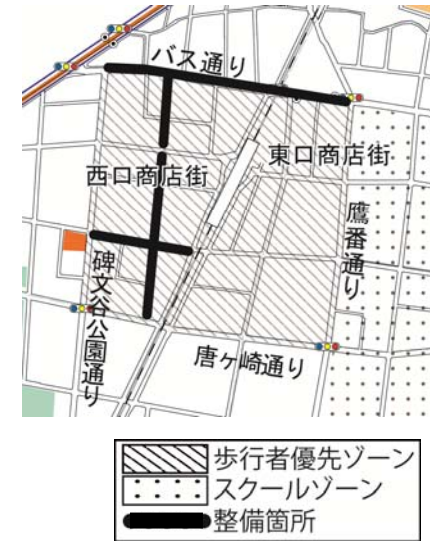 バス通り
東口商店街
西口商店街
鷹番通り
碑文谷公園通り
唐ヶ崎通り
歩行者優先ゾーン
スクールゾーン
整備箇所